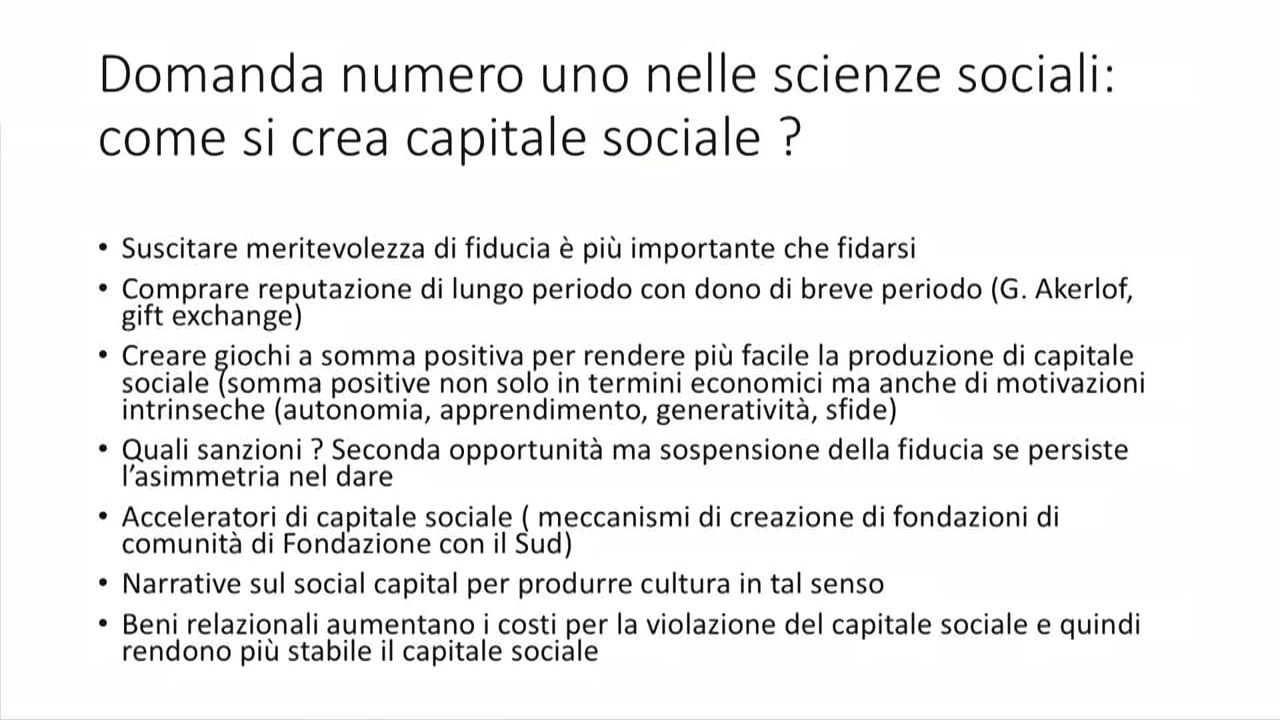 Domanda numero uno nelle scienze sociali:
come si crea capitale sociale ?
• Suscitare meritevolezza di fiducia è più importante che fidarsi
• Comprare reputazione di lungo periodo con dono di breve periodo (G. Akerlof,
gift exchange)
• Creare giochi a somma positiva per rendere più facile la produzione di capitale
sociale (somma positive non solo in termini economici ma anche di motivazioni
intrinseche (autonomia, apprendimento, generatività, sfide)
• Quali sanzioni ? Seconda opportunità ma sospensione della fiducia se persiste
l’asimmetria nel dare
• Acceleratori di capitale sociale ( meccanismi di creazione di fondazioni di
comunità di Fondazione con il Sud)
• Narrative sul social capital per produrre cultura in tal senso
• Beni relazionali aumentano i costi per la violazione del capitale sociale e quindi
rendono più stabile il capitale sociale